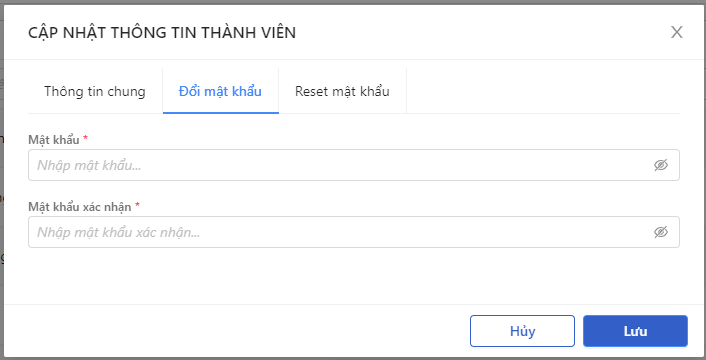 CẬP NHẬT THÔNG TIN THÀNH VIÊN
Thông tin chung Đổi mật khẩu Reset mật khẩu
Mật khẩu *
Nhập mật khẩu...
Mật khẩu xác nhận *
Nhập mật khẩu xác nhận...
Hủy Lưu